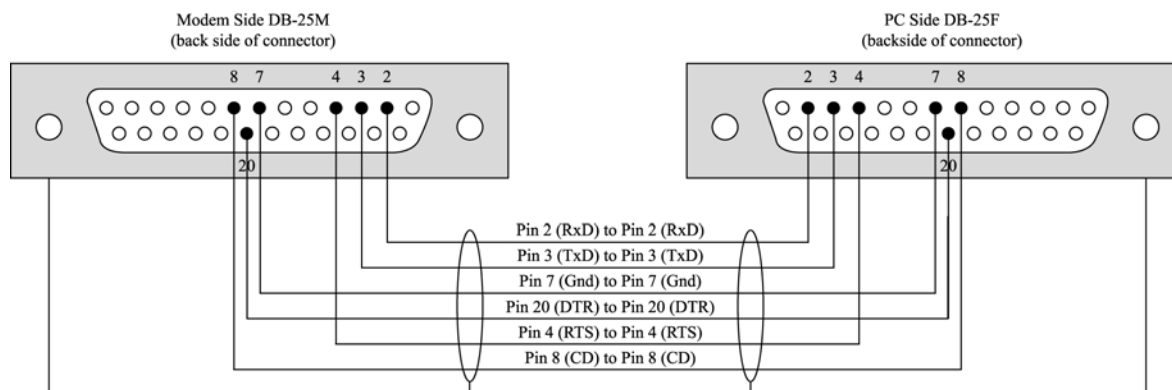 Modem Side DB-25M
(back side of connector)
PC Side DB-25F
(backside of connector)
8 7 4 3 2
2 3 4 7 8
20
20
Pin 2 (RxD) to Pin 2 (RxD)
Pin 3 (TxD) to Pin 3 (TxD)
Pin 7 (Gnd) to Pin 7 (Gnd)
Pin 20 (DTR) to Pin 20 (DTR)
Pin 4 (RTS) to Pin 4 (RTS)
Pin 8 (CD) to Pin 8 (CD)